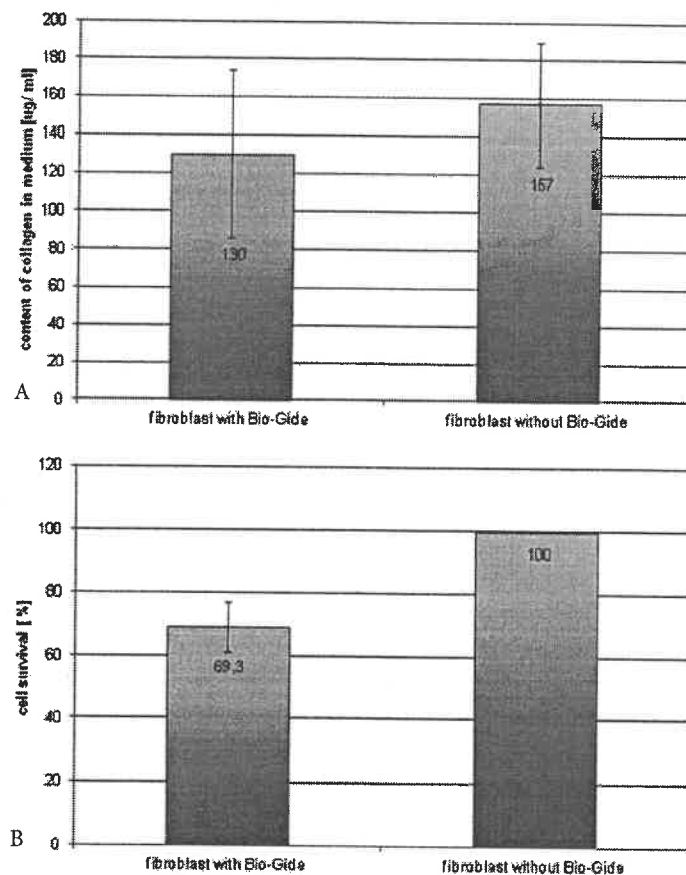 200
180
160
140
120
100
80
60
40
20
0
content of collagen in medium [ug/ml]
130
157
A
fibroblast with Bio-Gide
fibroblast without Bio-Gide
120
100
80
60
40
20
0
cell survival [%]
69,3
100
B
fibroblast with Bio-Gide
fibroblast without Bio-Gide